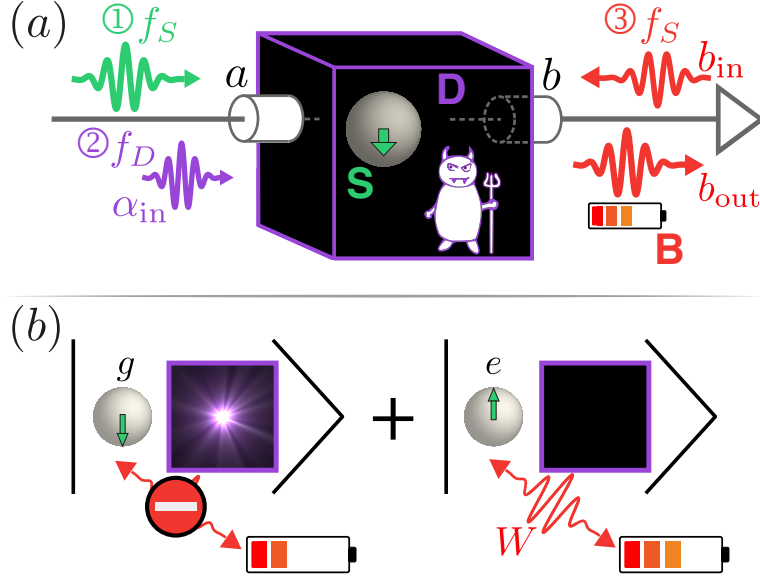 (a)
① f_S
③ f_S
a
b
b_in
D
② f_D
S
α_in
b_out
B
(b)
g
e
+
W